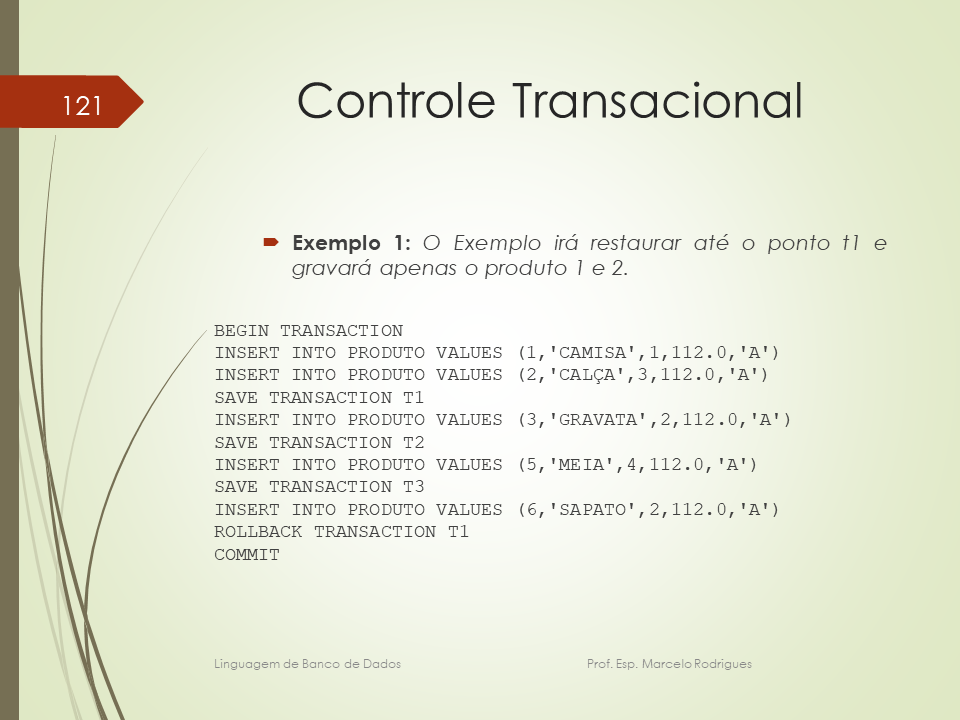 121
Controle Transacional
Exemplo 1: O Exemplo irá restaurar até o ponto t1 e
gravará apenas o produto 1 e 2.
BEGIN TRANSACTION
INSERT INTO PRODUTO VALUES (1,'CAMISA',1,112.0,'A')
INSERT INTO PRODUTO VALUES (2,'CALÇA',3,112.0,'A')
SAVE TRANSACTION T1
INSERT INTO PRODUTO VALUES (3,'GRAVATA',2,112.0,'A')
SAVE TRANSACTION T2
INSERT INTO PRODUTO VALUES (5,'MEIA',4,112.0,'A')
SAVE TRANSACTION T3
INSERT INTO PRODUTO VALUES (6,'SAPATO',2,112.0,'A')
ROLLBACK TRANSACTION T1
COMMIT
Linguagem de Banco de Dados Prof. Esp. Marcelo Rodrigues